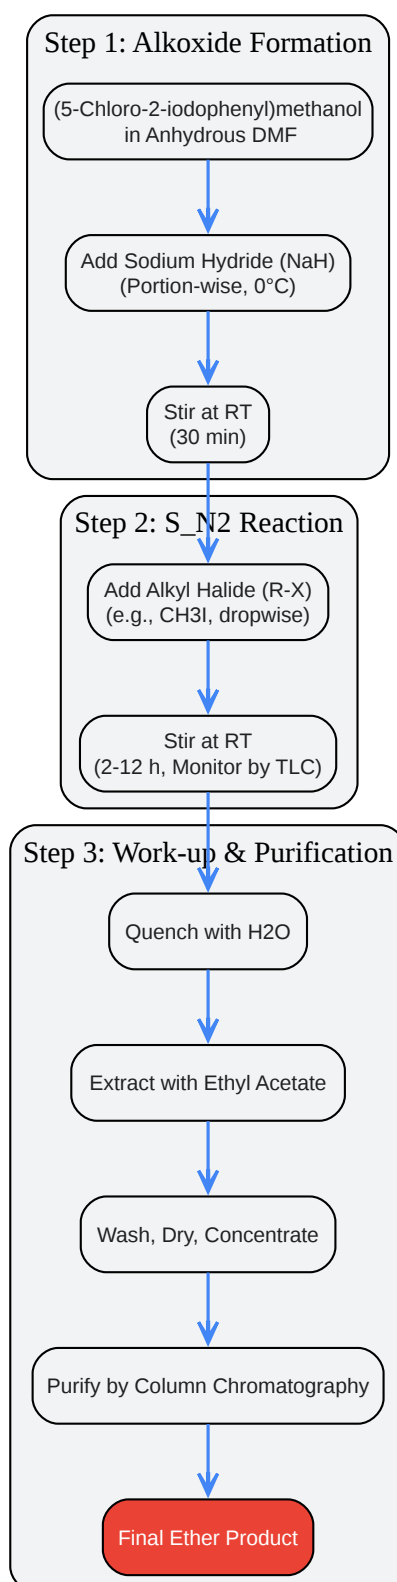 Step 1: Alkoxide Formation
(5-Chloro-2-iodophenyl)methanol
in Anhydrous DMF
Add Sodium Hydride (NaH)
(Portion-wise, 0°C)
Stir at RT
(30 min)
Step 2: S_N2 Reaction
Add Alkyl Halide (R-X)
(e.g., CH3I, dropwise)
Stir at RT
(2-12 h, Monitor by TLC)
Step 3: Work-up & Purification
Quench with H2O
Extract with Ethyl Acetate
Wash, Dry, Concentrate
Purify by Column Chromatography
Final Ether Product